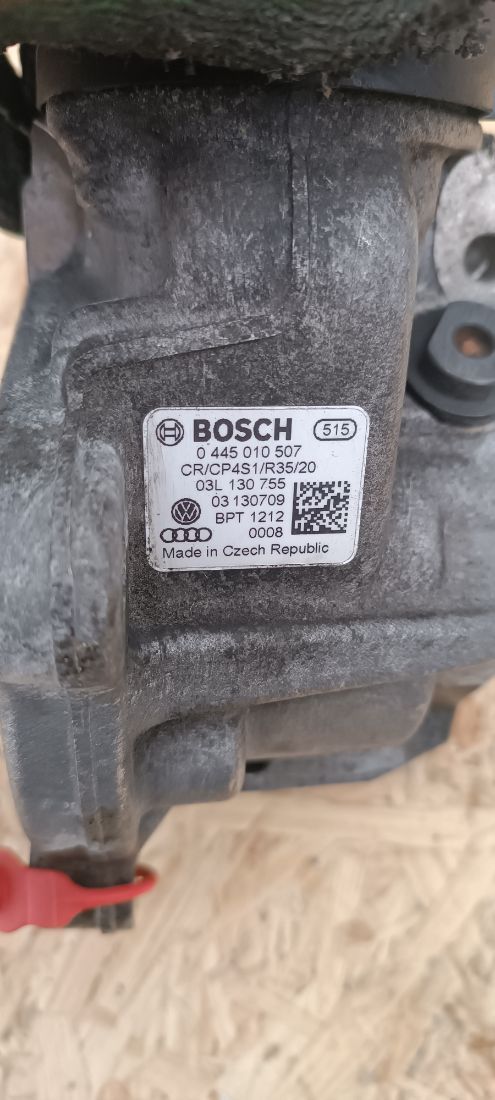 BOSCH 515
0 445 010 507
CR/CP4S1/R35/20
03L 130 755
03 130709
BPT 1212
0008
Made in Czech Republic